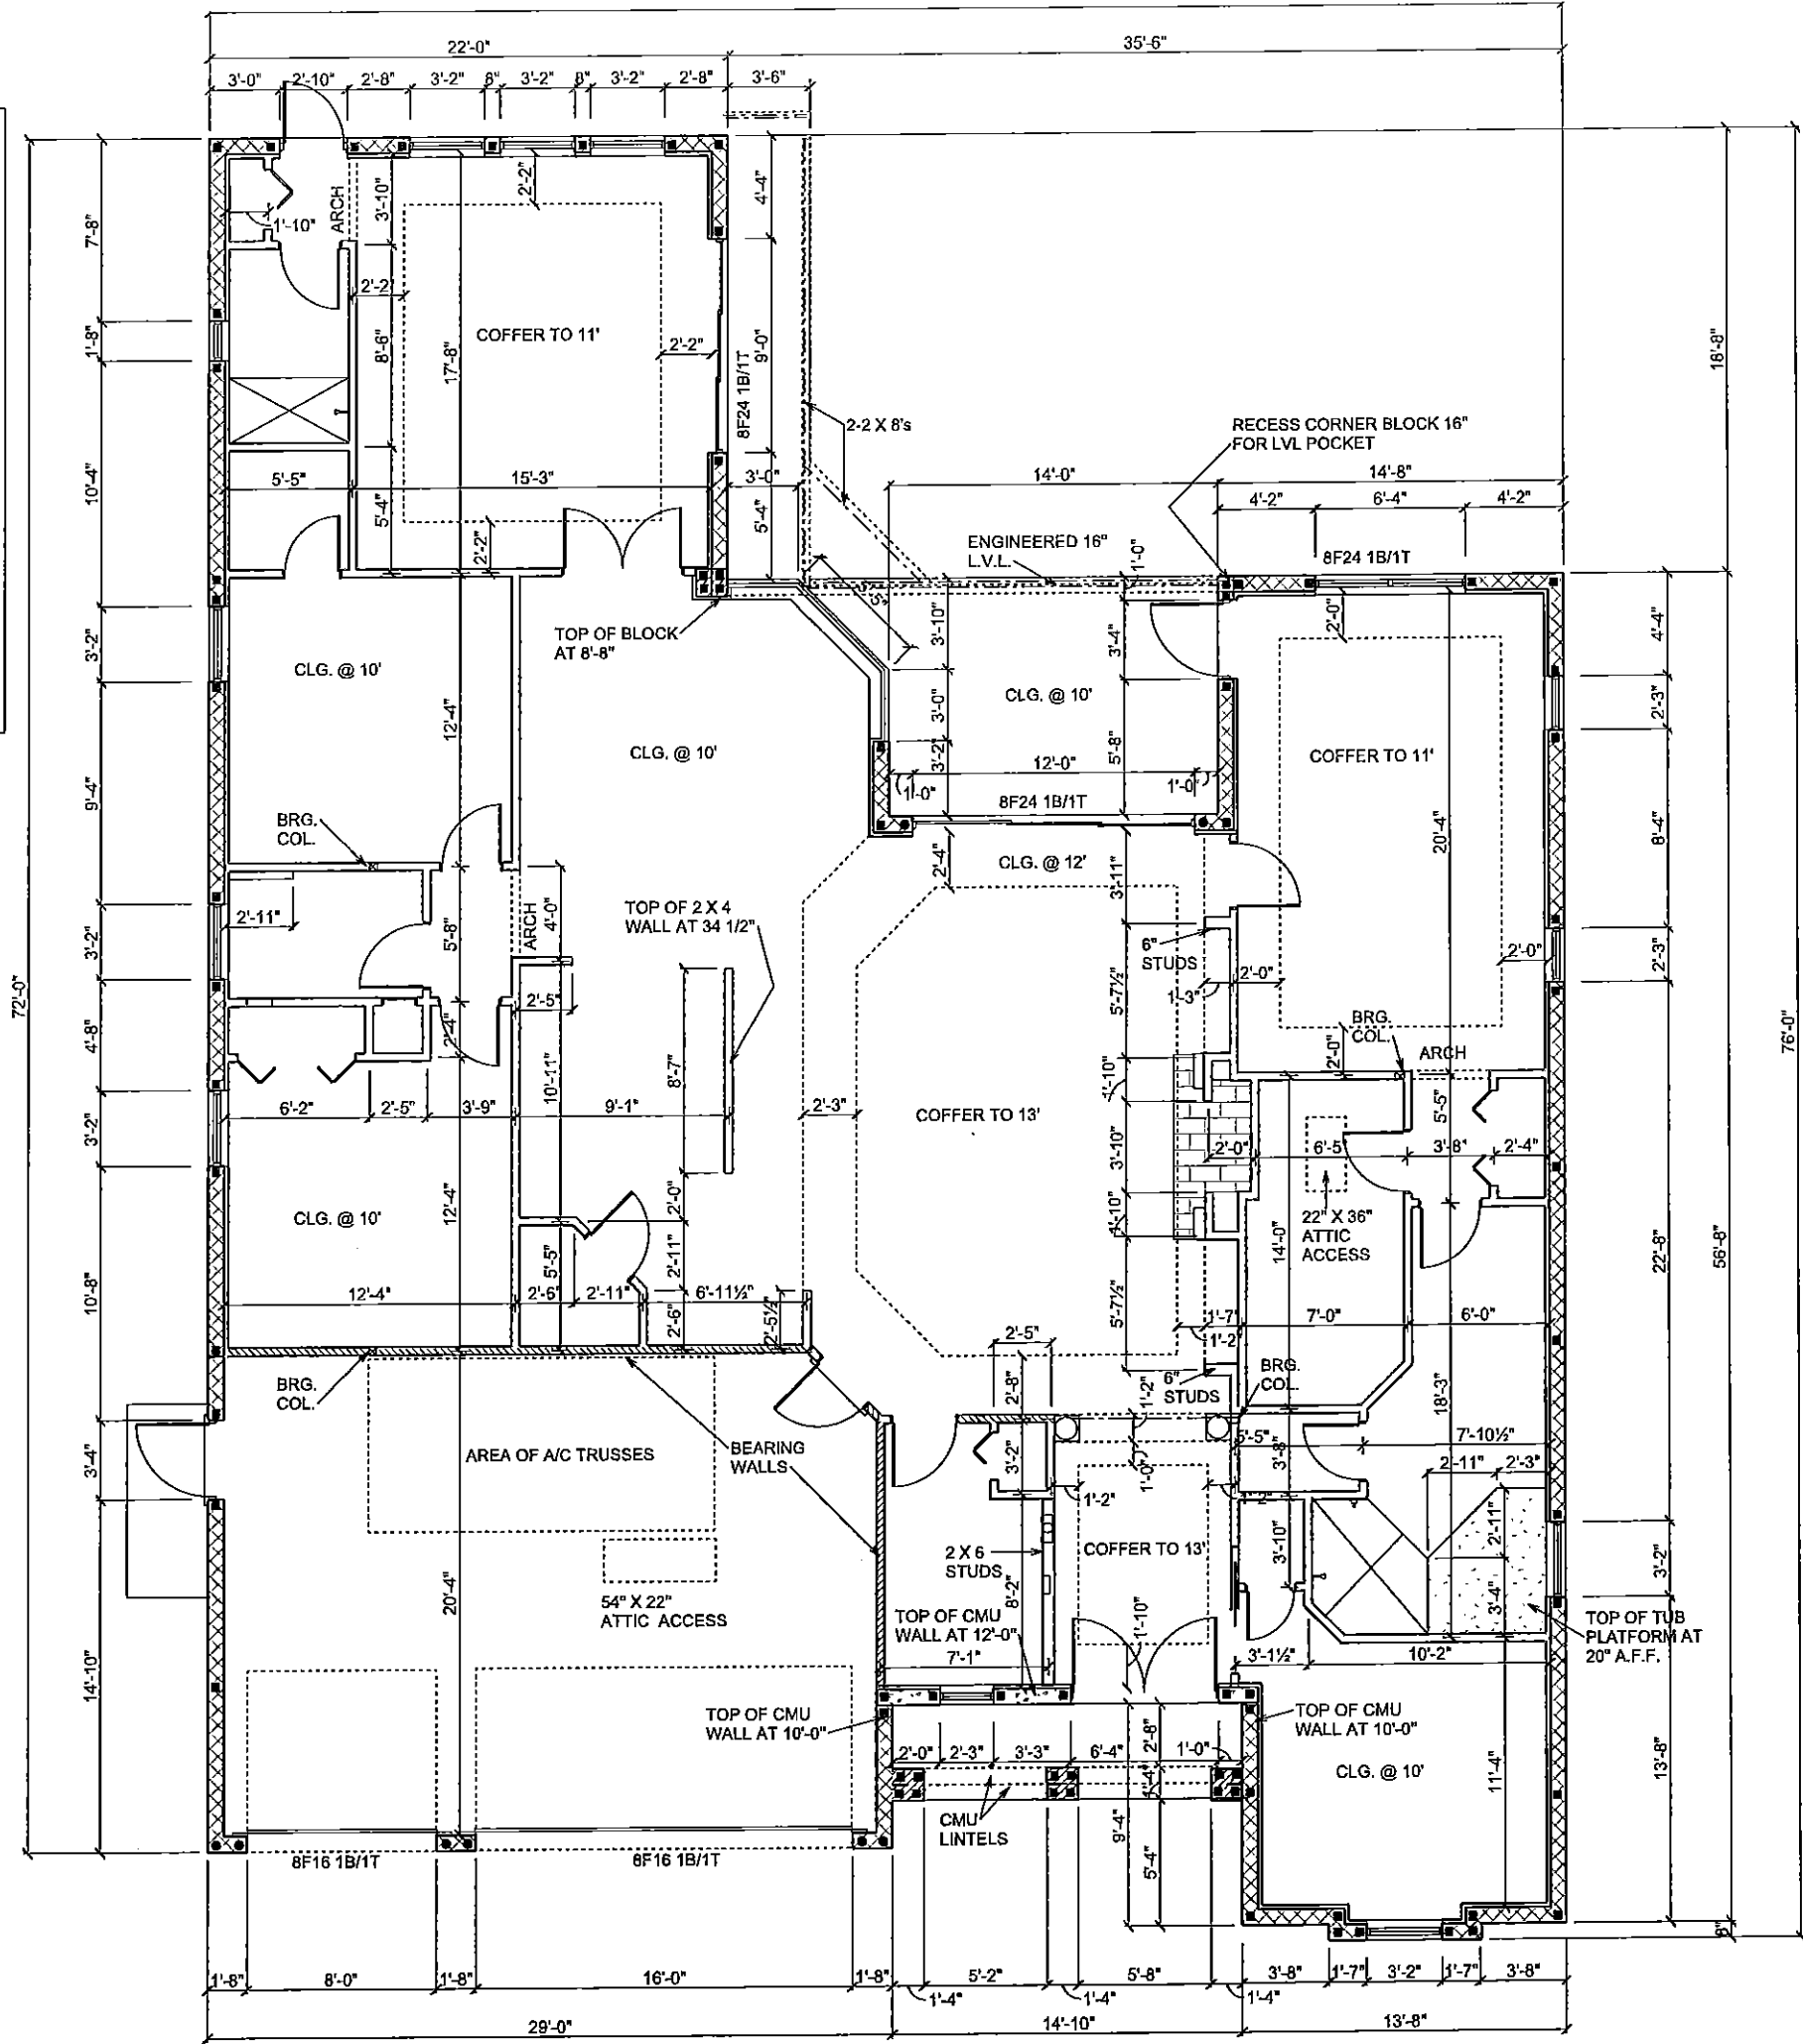 22'-0"
35'-6"
3'-0"
2'-10"
2'-8"
3'-2"
8"
3'-2"
8"
3'-2"
2'-8"
3'-6"
7'-8"
1'-8"
10'-4"
3'-2"
9'-4"
3'-2"
4'-8"
3'-2"
10'-8"
3'-4"
14'-10"
72'-0"
1'-10"
ARCH
3'-10"
2'-2"
4'-4"
2'-2"
8'-6"
17'-8"
COFFER TO 11'
2'-2"
9'-0"
8F24 1B/1T
2-2 X 8's
RECESS CORNER BLOCK 16"
FOR LVL POCKET
18'-8"
5'-5"
15'-3"
3'-0"
14'-0"
14'-8"
4'-2"
6'-4"
4'-2"
5'-4"
2'-2"
5'-4"
ENGINEERED 16"
L.V.L.
1'-0"
8F24 1B/1T
TOP OF BLOCK
AT 8'-8"
3'-10"
3'-4"
2'-0"
4'-4"
CLG. @ 10'
CLG. @ 10'
3'-0"
2'-3"
12'-4"
CLG. @ 10'
3'-2"
12'-0"
5'-8"
COFFER TO 11'
1'-0"
1'-0"
8F24 1B/1T
BRG.
COL.
2'-4"
CLG. @ 12'
3'-11"
20'-4"
8'-4"
2'-11"
5'-8"
ARCH
4'-0"
TOP OF 2 X 4
WALL AT 34 1/2"
6"
STUDS
2'-0"
2'-3"
5'-7½"
1'-3"
2'-0"
2'-5"
2'-4"
BRG.
COL.
2'-0"
ARCH
76'-0"
10'-11"
8'-7"
1'-10"
6'-2"
2'-5"
3'-9"
9'-1"
2'-3"
COFFER TO 13'
5'-5"
3'-10"
2'-0"
6'-5"
3'-8"
2'-4"
CLG. @ 10'
12'-4"
2'-0"
1'-10"
22" X 36"
ATTIC
ACCESS
14'-0"
22'-8"
56'-8"
5'-5"
2'-11"
12'-4"
2'-6"
2'-11"
6'-11½"
2'-6"
2'-5½"
5'-7½"
1'-7"
7'-0"
6'-0"
1'-2"
2'-5"
BRG.
COL.
2'-8"
6"
STUDS
BRG.
COL.
1'-2"
18'-3"
AREA OF A/C TRUSSES
BEARING
WALLS
3'-2"
1'-0"
5'-5"
3'-8"
7'-10½"
2'-11"
2'-3"
1'-2"
1'-2"
2'-11"
2 X 6
STUDS
COFFER TO 13'
3'-10"
3'-2"
20'-4"
54" X 22"
ATTIC ACCESS
8'-2"
3'-4"
TOP OF CMU
WALL AT 12'-0"
1'-10"
TOP OF TUB
PLATFORM AT
20" A.F.F.
7'-1"
3'-1½"
10'-2"
TOP OF CMU
WALL AT 10'-0"
TOP OF CMU
WALL AT 10'-0"
2'-0"
2'-3"
3'-3"
6'-4"
2'-8"
1'-0"
CLG. @ 10'
11'-4"
13'-8"
1'-4"
CMU
LINTELS
9'-4"
5'-4"
8F16 1B/1T
8F16 1B/1T
8"
1'-8"
8'-0"
1'-8"
16'-0"
1'-8"
5'-2"
5'-8"
3'-8"
1'-7"
3'-2"
1'-7"
3'-8"
1'-4"
1'-4"
1'-4"
29'-0"
14'-10"
13'-8"